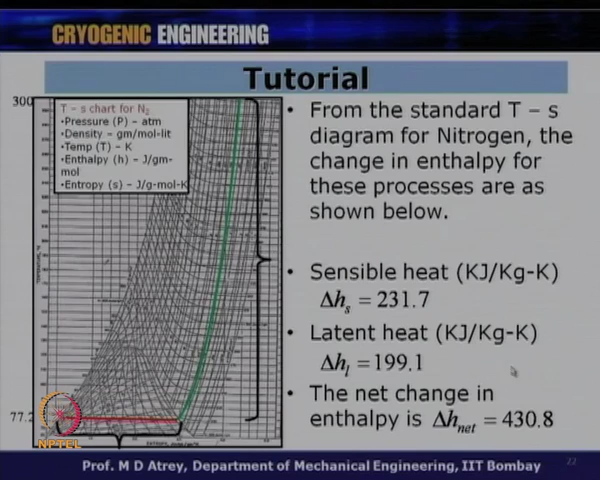 CRYOGENIC ENGINEERING
Tutorial
300
T – s chart for N₂
•Pressure (P) – atm
•Density – gm/mol-lit
•Temp (T) – K
•Enthalpy (h) – J/gm-
mol
•Entropy (s) – J/g-mol-K
77.2
NPTEL
• From the standard T – s
diagram for Nitrogen, the
change in enthalpy for
these processes are as
shown below.
• Sensible heat (KJ/Kg-K)
Δhs = 231.7
• Latent heat (KJ/Kg-K)
Δhl = 199.1
• The net change in
enthalpy is Δhnet = 430.8
Prof. M D Atrey, Department of Mechanical Engineering, IIT Bombay
22